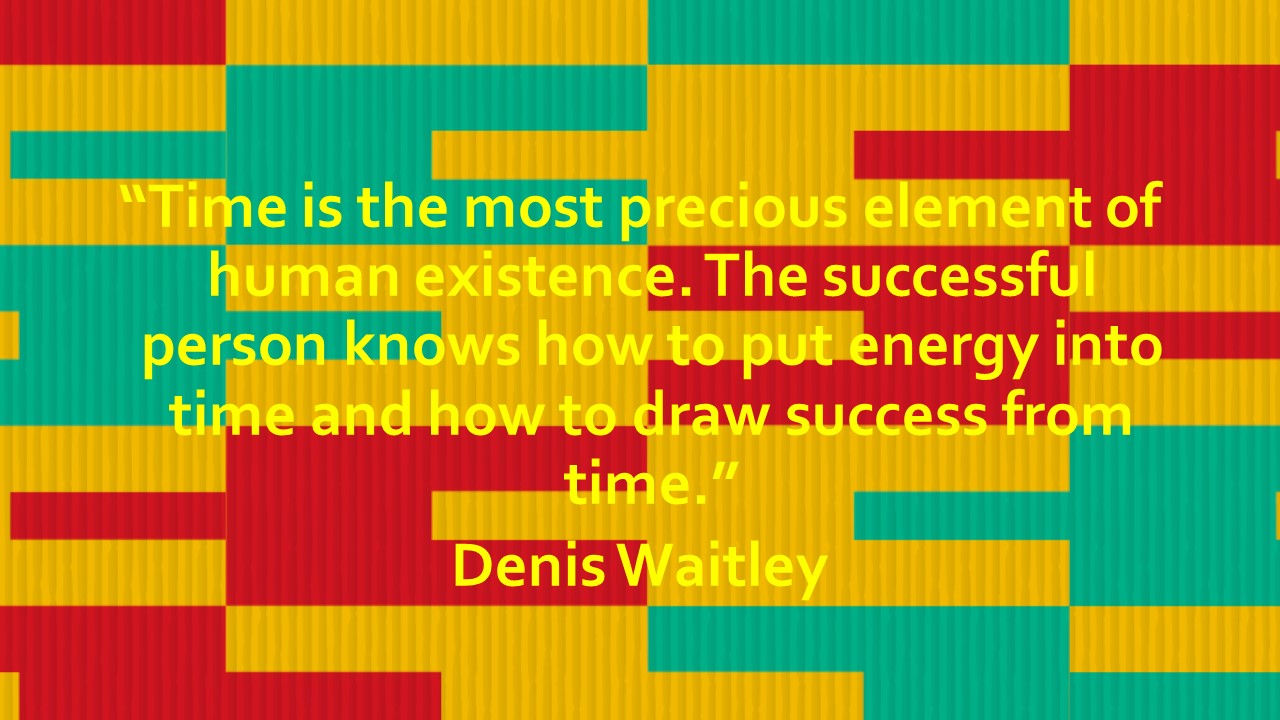 “Time is the most precious element of
human existence. The successful
person knows how to put energy into
time and how to draw success from
time.”
Denis Waitley